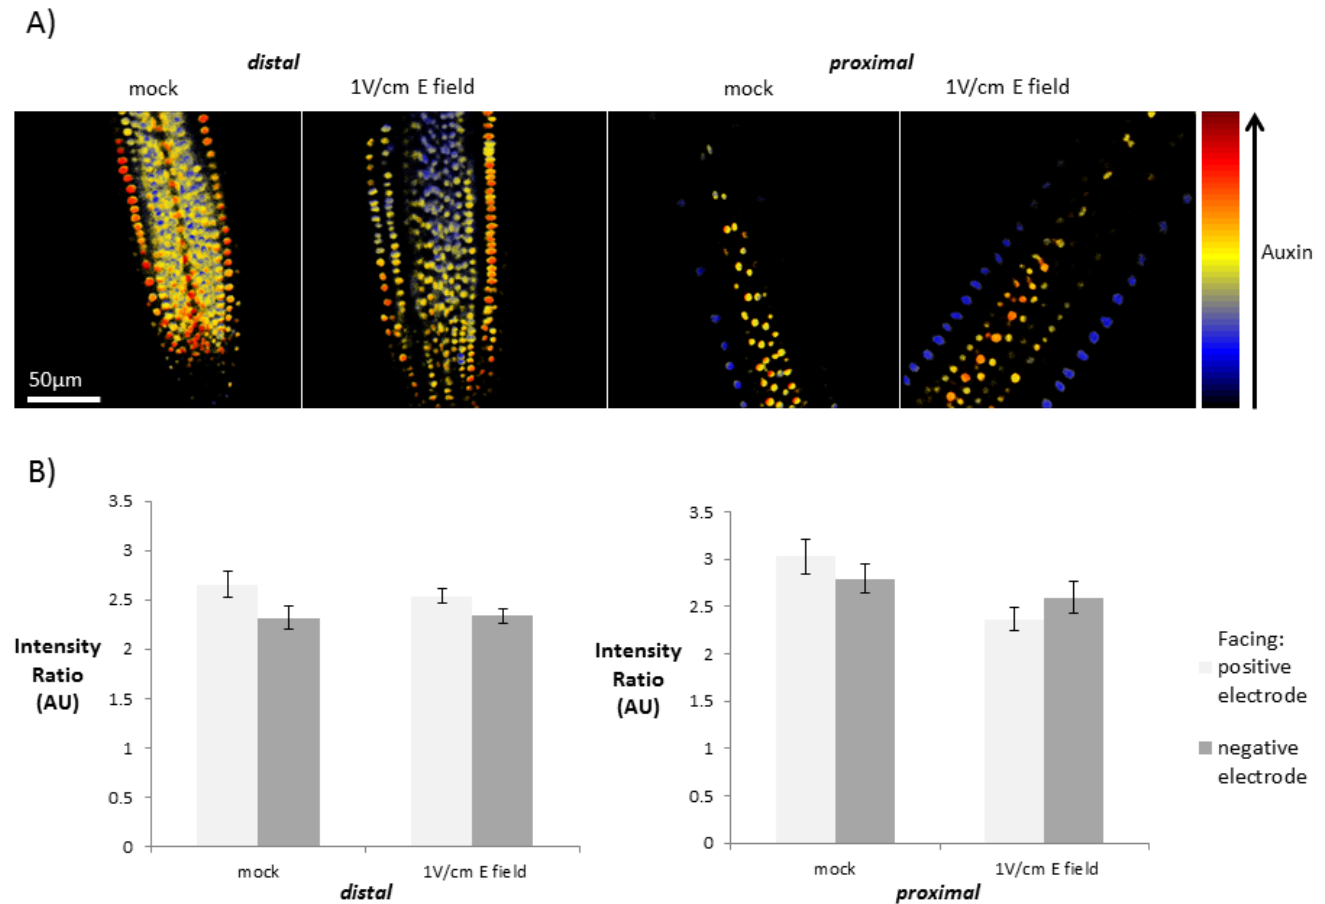 A)
distal
proximal
mock
1V/cm E field
mock
1V/cm E field
50µm
Auxin
B)
3.5
3
2.5
2
1.5
1
0.5
0
Intensity
Ratio
(AU)
mock
1V/cm E field
distal
3.5
3
2.5
2
1.5
1
0.5
0
Intensity
Ratio
(AU)
mock
1V/cm E field
proximal
Facing:
positive
electrode
negative
electrode